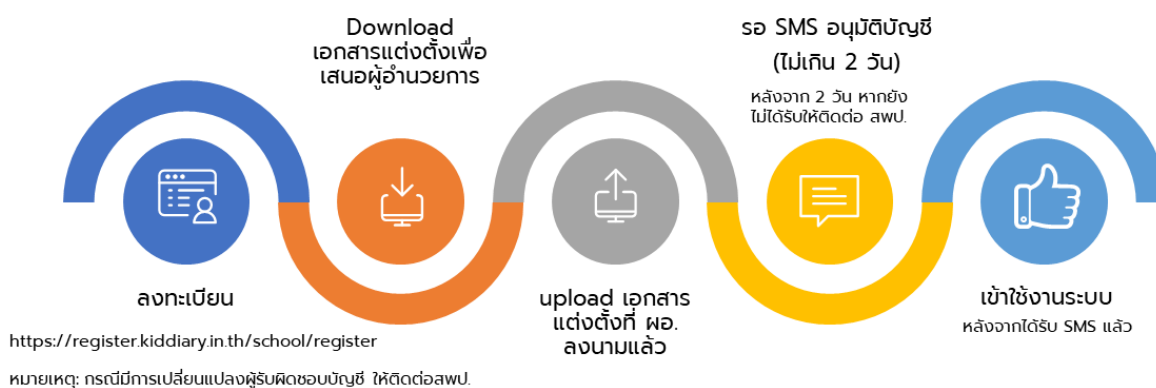 ลงทะเบียน
https://register.kiddiary.in.th/school/register
Download
เอกสารแต่งตั้งเพื่อ
เสนอผู้อำนวยการ
upload เอกสาร
แต่งตั้งที่ ผอ.
ลงนามแล้ว
รอ SMS อนุมัติบัญชี
(ไม่เกิน 2 วัน)
หลังจาก 2 วัน หากยัง
ไม่ได้รับให้ติดต่อ สพป.
เข้าใช้งานระบบ
หลังจากได้รับ SMS แล้ว
หมายเหตุ: กรณีมีการเปลี่ยนแปลงผู้รับผิดชอบบัญชี ให้ติดต่อสพป.